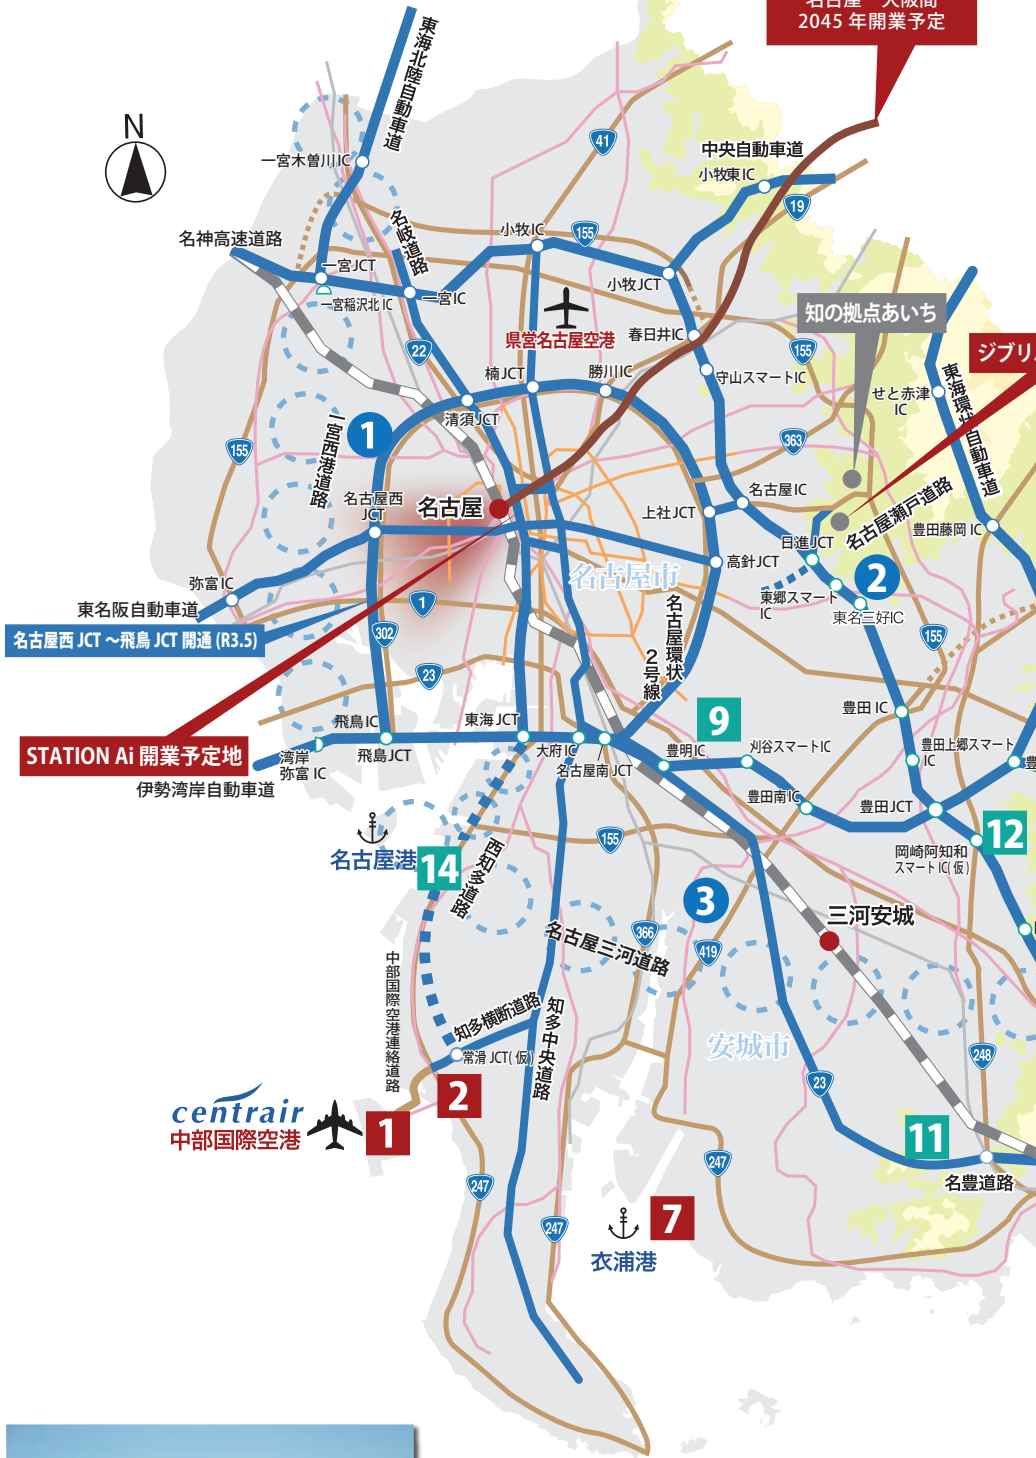 名古屋 大阪間
2045 年開業予定
東海北陸自動車道
N
41
中央自動車道
一宮木曽川IC
小牧東IC
19
名岐道路
小牧IC
155
名神高速道路
一宮JCT
小牧JCT
一宮稲沢北 IC
一宮IC
知の拠点あいち
県営名古屋空港
春日井IC
22
155
ジブリ
楠JCT
勝川IC
守山スマートIC
せと赤津
IC
東海環状自動車道
清須JCT
1
一宮西港道路
155
363
名古屋西
JCT
名古屋
名古屋IC
上社JCT
名古屋瀬戸道路
豊田藤岡 IC
日進JCT
高針JCT
弥富IC
名古屋市
2
東郷スマート
IC
東名三好IC
東名阪自動車道
1
名古屋環状
2号線
名古屋西 JCT ～飛島 JCT 開通 (R3.5)
302
155
23
9
豊田 IC
飛島IC
東海JCT
STATION Ai 開業予定地
湾岸
弥富 IC
飛島JCT
大府IC
名古屋南JCT
豊明IC
刈谷スマートIC
豊田上郷スマート
IC
豊
伊勢湾岸自動車道
豊田南IC
豊田JCT
名古屋港
14
西知多道路
155
12
岡崎阿知和
スマートIC(仮)
3
三河安城
名古屋三河道路
366
419
中部国際空港連絡道路
知多横断道路
知多中央道路
常滑 JCT(仮)
安城市
248
23
centrair
中部国際空港
1
2
11
247
247
名豊道路
247
7
衣浦港